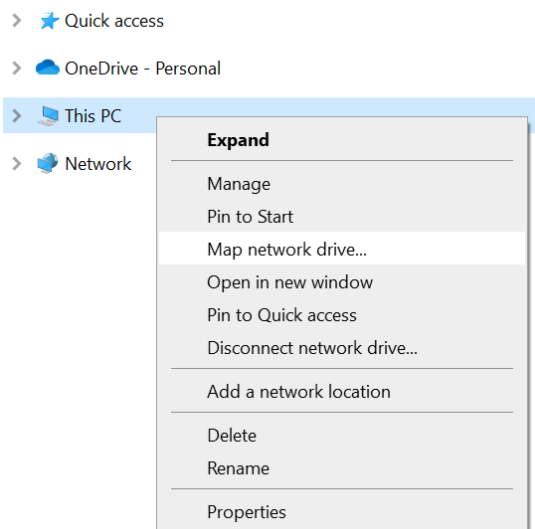 Quick access
OneDrive - Personal
This PC
Network
Expand
Manage
Pin to Start
Map network drive...
Open in new window
Pin to Quick access
Disconnect network drive...
Add a network location
Delete
Rename
Properties